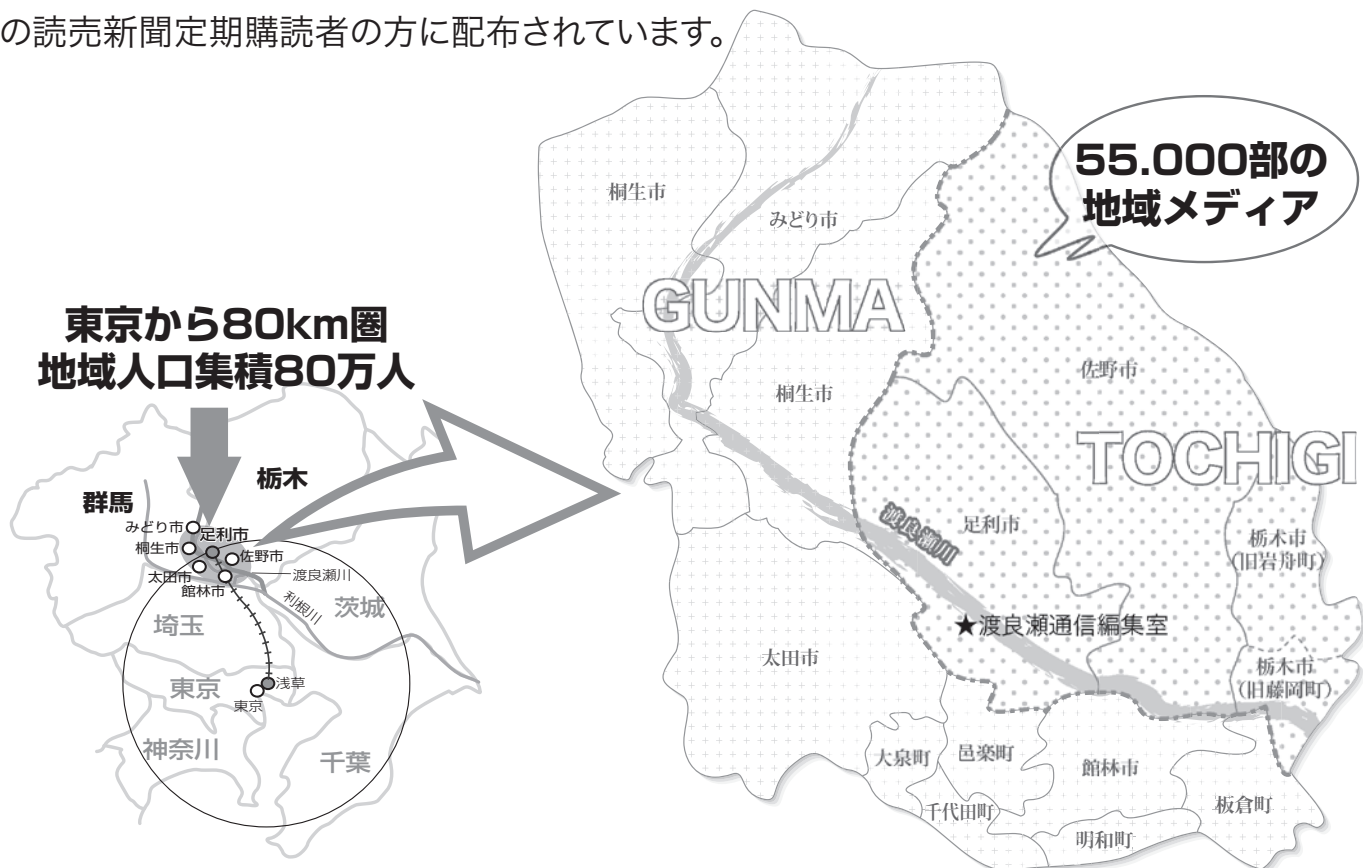 の読売新聞定期購読者の方に配布されています。
55.000部の
地域メディア
桐生市
みどり市
GUNMA
東京から80km圏
地域人口集積80万人
佐野市
桐生市
TOCHIGI
栃木
群馬
みどり市
足利市
桐生市
佐野市
太田市
渡良瀬川
館林市
利根川
茨城
埼玉
東京
浅草
東京
神奈川
千葉
渡良瀬川
足利市
栃木市
(旧岩舟町)
★渡良瀬通信編集室
太田市
栃木市
(旧藤岡町)
大泉町
邑楽町
館林市
千代田町
板倉町
明和町